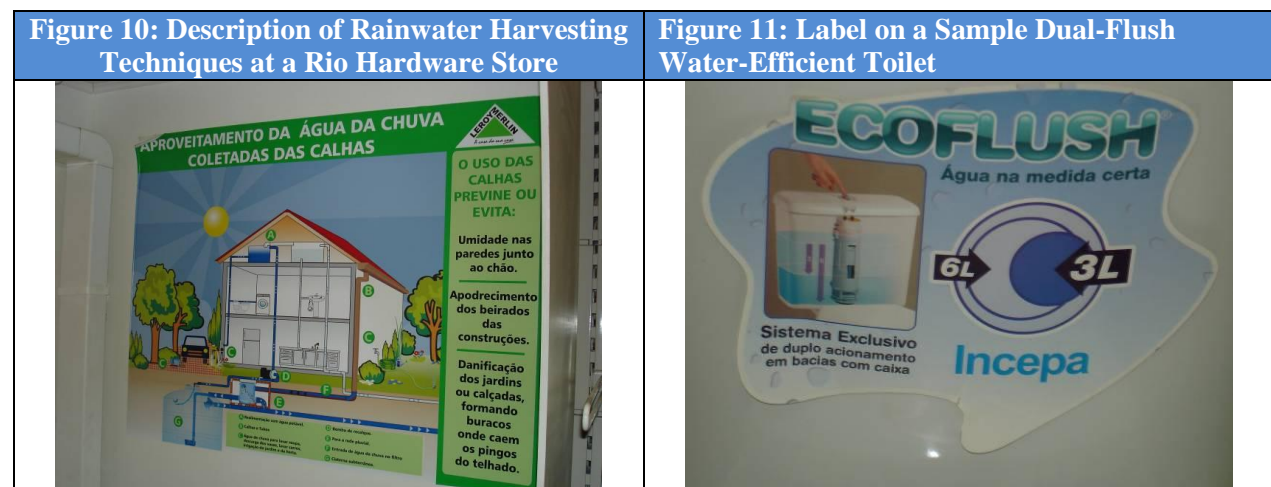 Figure 10: Description of Rainwater Harvesting
Techniques at a Rio Hardware Store
APROVEITAMENTO DA ÁGUA DA CHUVA
COLETADAS DAS CALHAS
LEROY MERLIN
O USO DAS
CALHAS
PREVINE OU
EVITA:
Umidade nas
paredes junto
ao chão.
Apodrecimento
dos beirados
das
construções.
Danificação
dos jardins
ou calçadas,
formando
buracos
onde caem
os pingos
do telhado.
A
B
C
C
C
D
E
F
G
Figure 11: Label on a Sample Dual-Flush
Water-Efficient Toilet
ECOFLUSH®
Água na medida certa
6L
3L
Sistema Exclusivo
de duplo acionamento
em bacias com caixa
Incepa